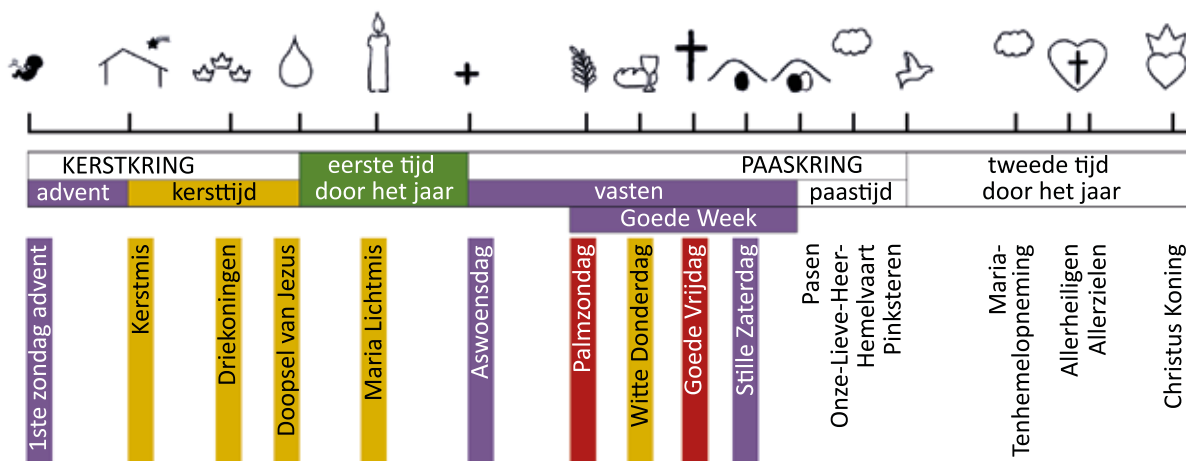 KERSTKRING
eerste tijd
door het jaar
PAASKRING
tweede tijd
door het jaar
advent
kersttijd
vasten
paastijd
Goede Week
1ste zondag advent
Kerstmis
Driekoningen
Doopsel van Jezus
Maria Lichtmis
Aswoensdag
Palmzondag
Witte Donderdag
Goede Vrijdag
Stille Zaterdag
Pasen
Onze-Lieve-Heer-
Hemelvaart
Pinksteren
Maria-
Tenhemelopneming
Allerheiligen
Allerzielen
Christus Koning